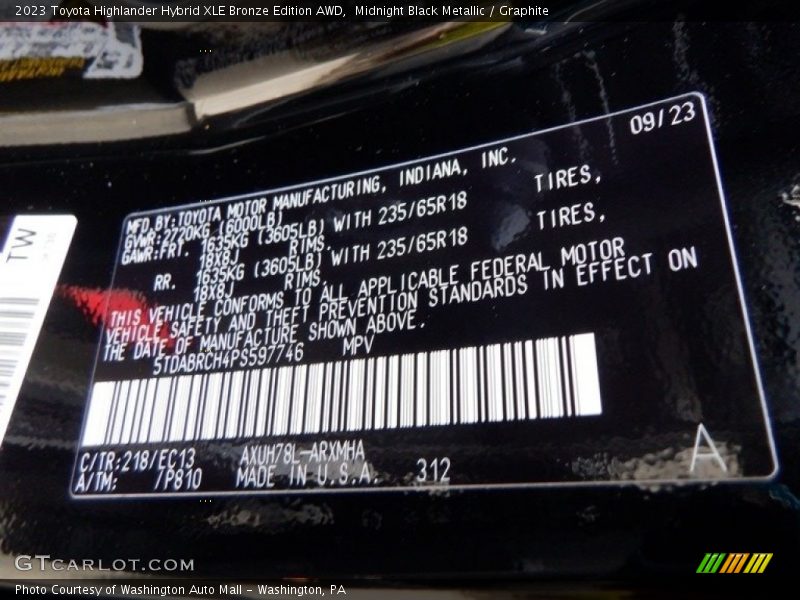 2023 Toyota Highlander Hybrid XLE Bronze Edition AWD, Midnight Black Metallic / Graphite
09/23
MFD.BY:TOYOTA MOTOR MANUFACTURING, INDIANA, INC.
GVWR:2720KG (6000LB)
GAWR:FRT. 1635KG (3605LB) WITH 235/65R18 TIRES,
18X8J RIMS.
RR. 1635KG (3605LB) WITH 235/65R18 TIRES,
18X8J RIMS
THIS VEHICLE CONFORMS TO ALL APPLICABLE FEDERAL MOTOR
VEHICLE SAFETY AND THEFT PREVENTION STANDARDS IN EFFECT ON
THE DATE OF MANUFACTURE SHOWN ABOVE.
5TDABRCH4PS597746 MPV
C/TR:218/EC13 AXUH78L-ARXMHA
A/TM: /P810 MADE IN U.S.A. 312
A
TW
GTCARLOT.COM
Photo Courtesy of Washington Auto Mall - Washington, PA